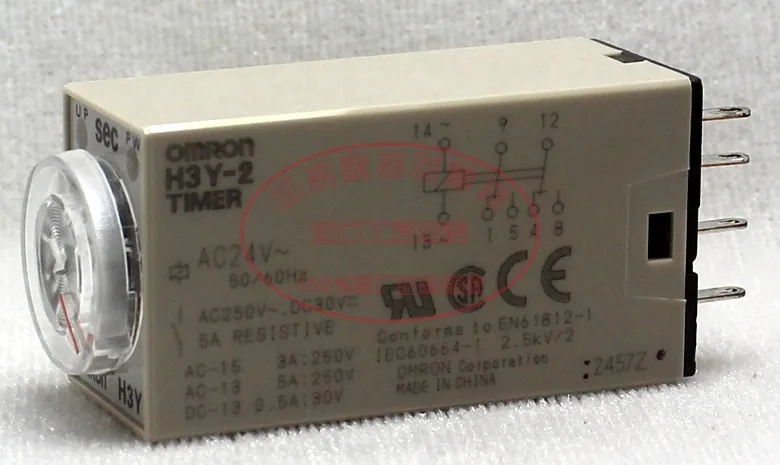 UP
sec
PW
OMRON
H3Y-2
TIMER
14~
9
12
13~
1
5
4
8
AC24V~
50/60Hz
AC250V~.DC30V
5A RESISTIVE
AC-15 3A:250V
AC-13 5A:250V
DC-13 0.5A:30V
CE
Conforms to EN61812-1
IEC60664-1 2.5kV/2
OMRON Corporation
MADE IN CHINA
2457Z
H3Y